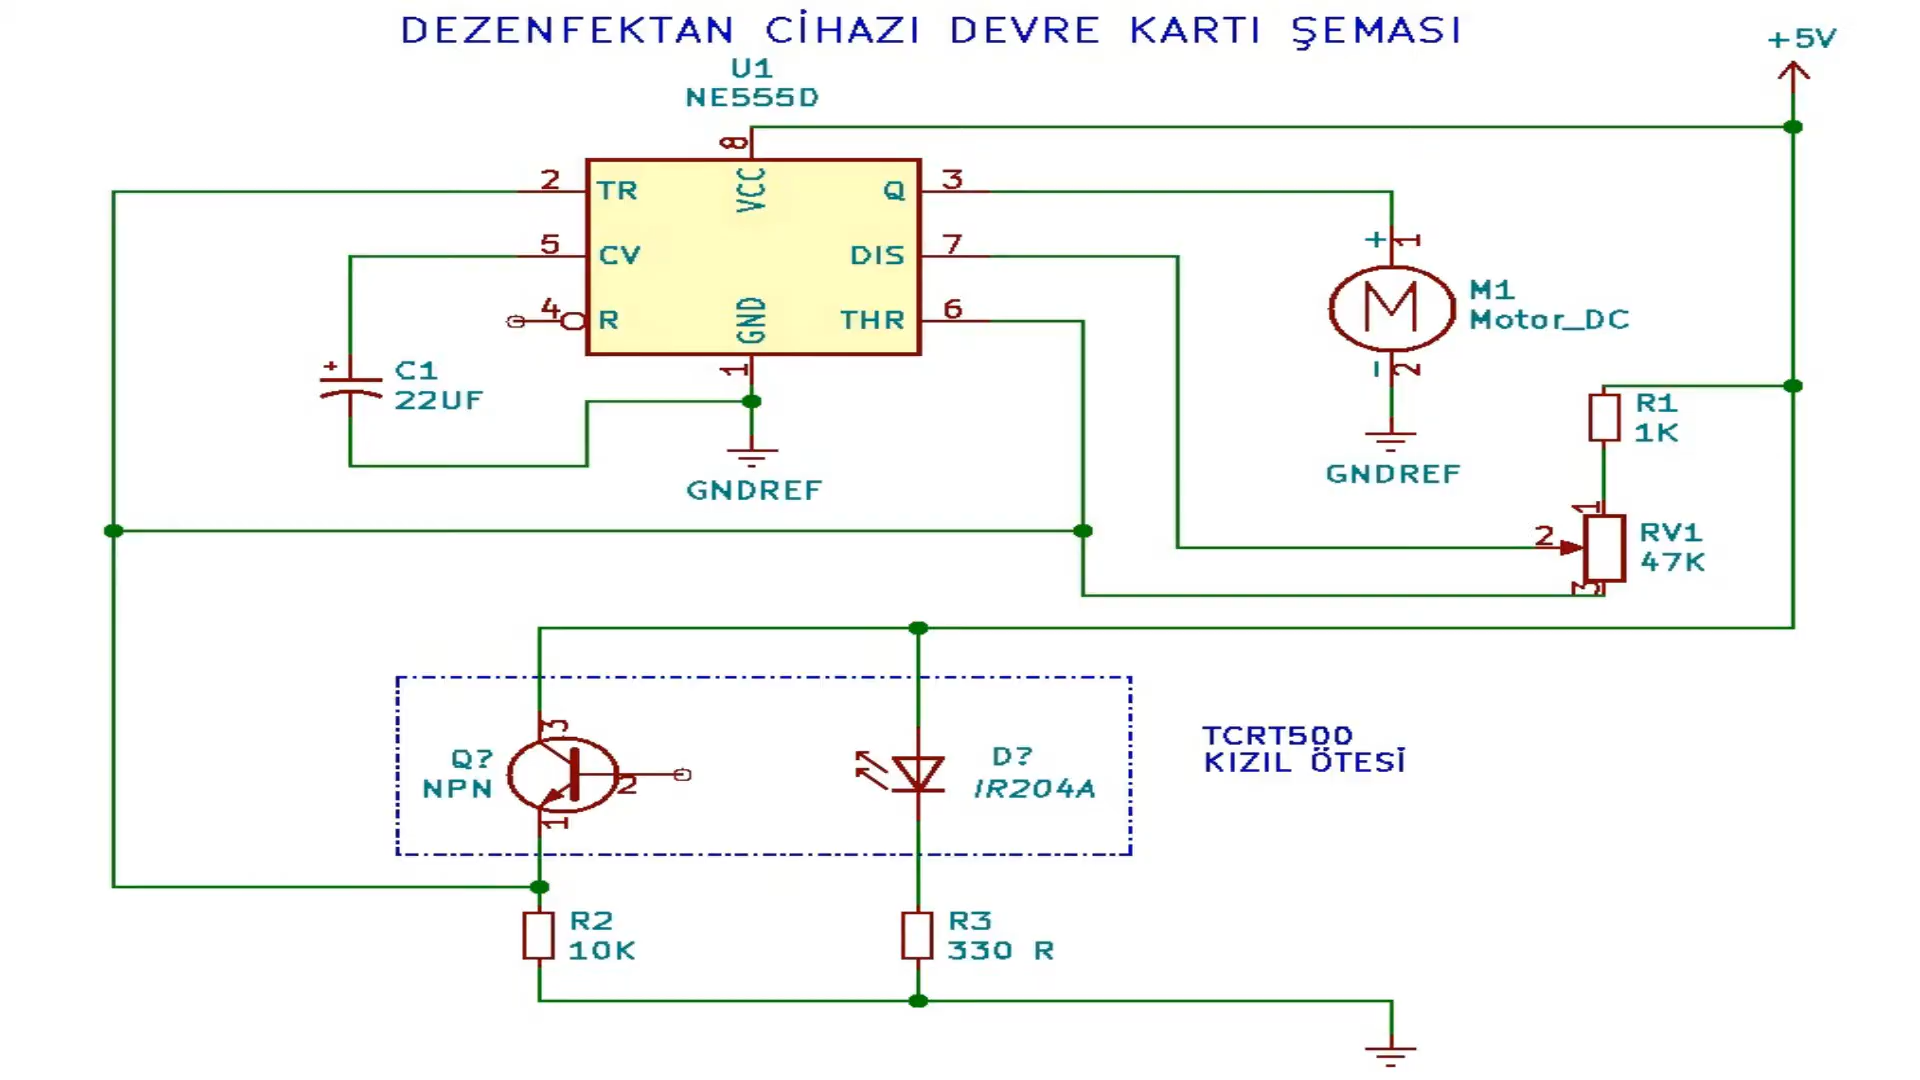 DEZENFEKTAN CİHAZI DEVRE KARTI ŞEMASI
+5V
U1
NE555D
8
2
TR
VCC
Q
3
5
CV
DIS
7
+
1
4
R
GND
THR
6
M
M1
Motor_DC
-
2
+
C1
22UF
1
R1
1K
GNDREF
GNDREF
1
2
RV1
47K
3
3
Q?
NPN
2
1
D?
IR204A
TCRT500
KIZIL ÖTESİ
R2
10K
R3
330 R